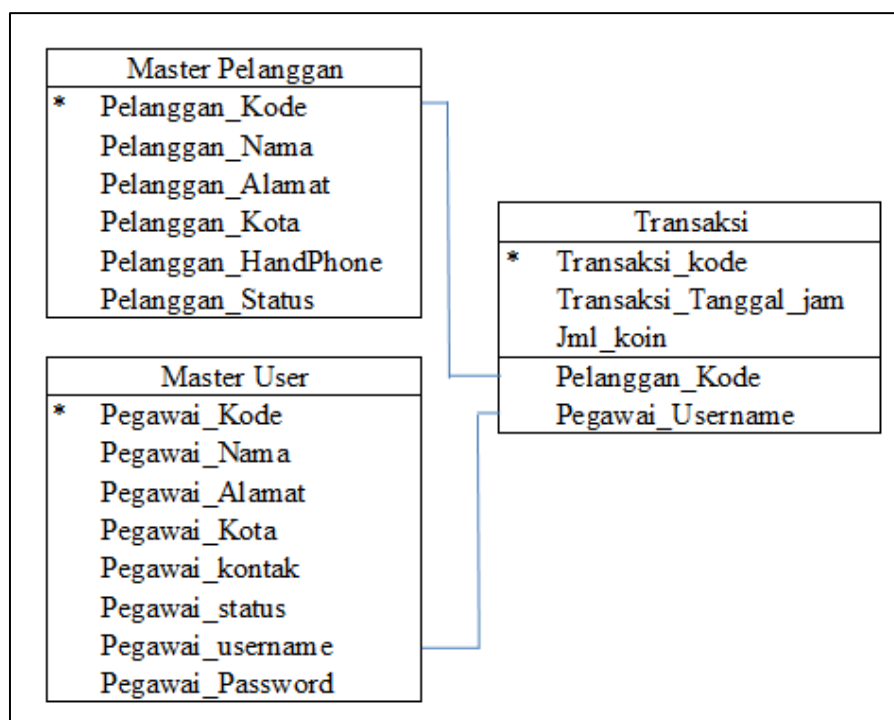 Master Pelanggan
* Pelanggan_Kode
Pelanggan_Nama
Pelanggan_Alamat
Pelanggan_Kota
Pelanggan_HandPhone
Pelanggan_Status
Master User
* Pegawai_Kode
Pegawai_Nama
Pegawai_Alamat
Pegawai_Kota
Pegawai_kontak
Pegawai_status
Pegawai_username
Pegawai_Password
Transaksi
* Transaksi_kode
Transaksi_Tanggal_jam
Jml_koin
Pelanggan_Kode
Pegawai_Username